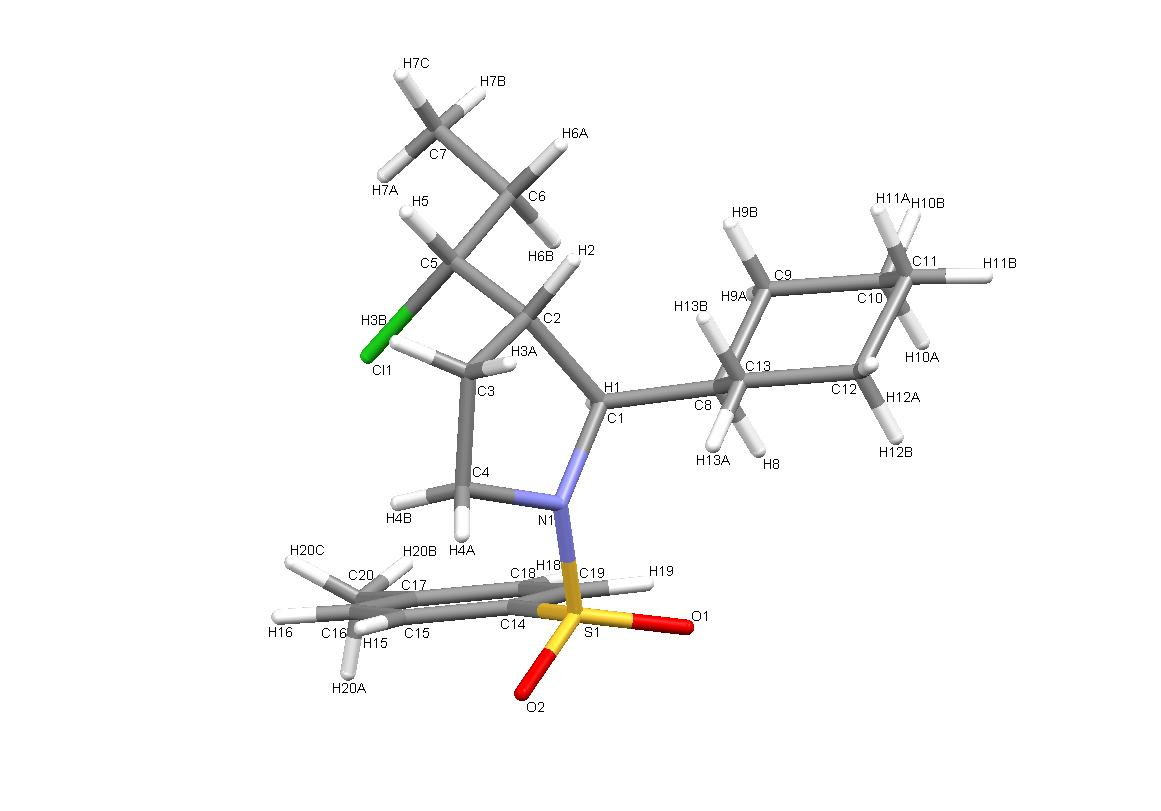 H7C
H7B
H6A
C7
H7A
C6
H5
H11A
H10B
H9B
H2
H6B
C5
C11
H11B
C9
C10
H9A
H13B
H3B
C2
H10A
H3A
Cl1
C13
C3
H1
C12
C8
H12A
C1
H12B
H13A
H8
C4
H4B
N1
H4A
H20C
H20B
H18
C18
C19
H19
C20
C17
H16
C16
H15
C15
C14
S1
O1
H20A
O2